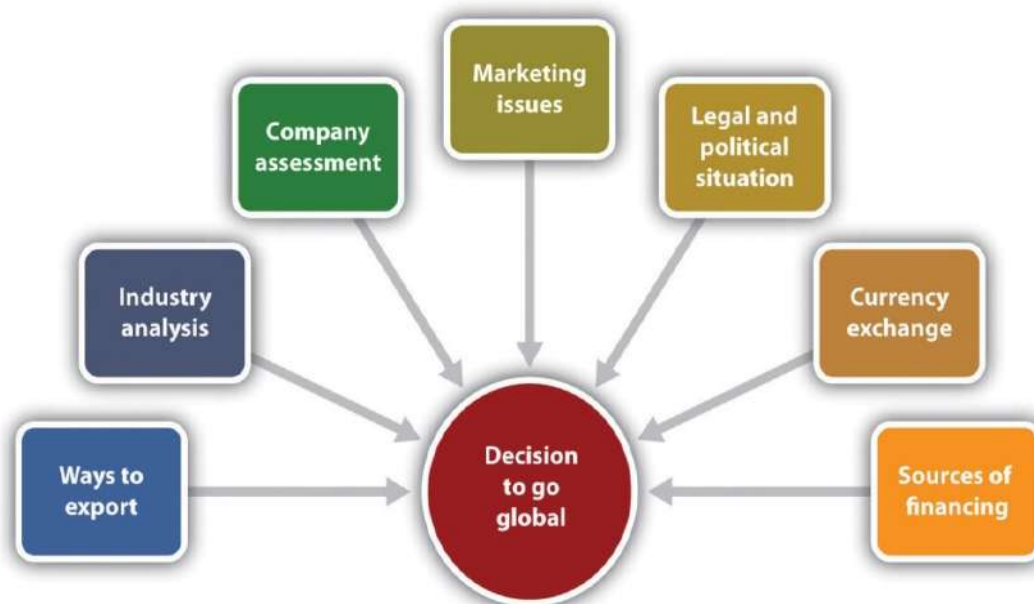 Marketing
issues
Company
assessment
Legal and
political
situation
Industry
analysis
Currency
exchange
Ways to
export
Decision
to go
global
Sources of
financing